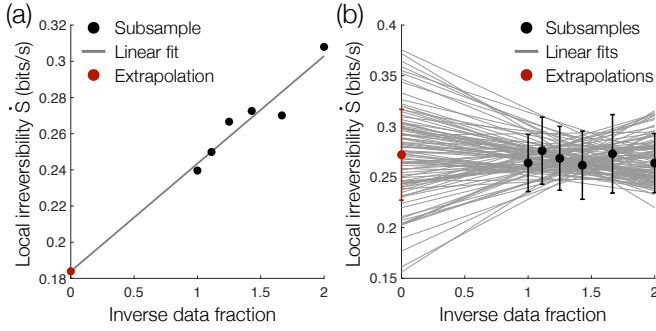 (a)
Local irreversibility Ṡ (bits/s)
0.32
0.3
0.28
0.26
0.24
0.22
0.2
0.18
Subsample
Linear fit
Extrapolation
0 0.5 1 1.5 2
Inverse data fraction
(b)
Local irreversibility Ṡ (bits/s)
0.4
0.35
0.3
0.25
0.2
0.15
Subsamples
Linear fits
Extrapolations
0 0.5 1 1.5 2
Inverse data fraction